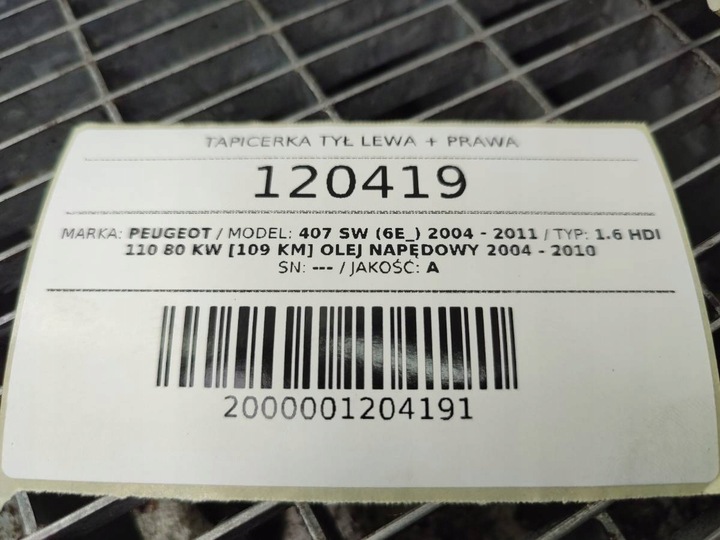 TAPICERKA TYŁ LEWA + PRAWA
120419
MARKA: PEUGEOT / MODEL: 407 SW (6E_) 2004 - 2011 / TYP: 1.6 HDI
110 80 KW [109 KM] OLEJ NAPĘDOWY 2004 - 2010
SN: --- / JAKOŚĆ: A
2000001204191